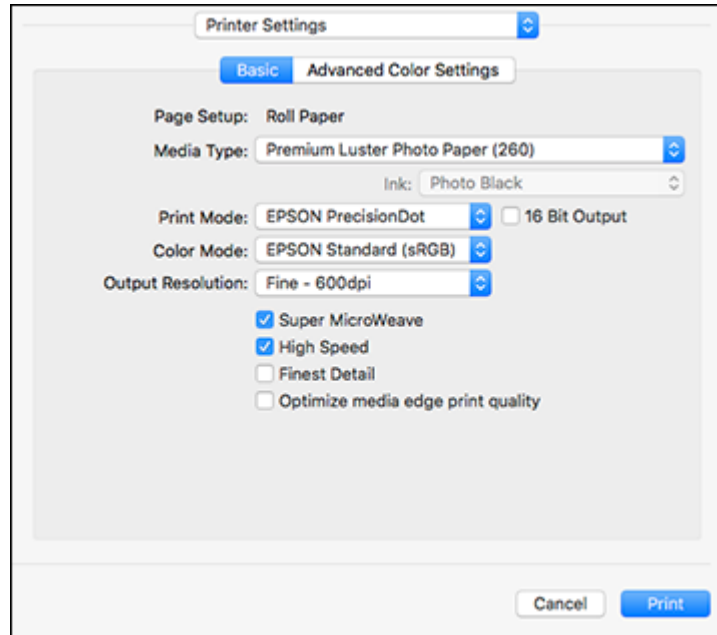 Printer Settings
Basic Advanced Color Settings
Page Setup: Roll Paper
Media Type: Premium Luster Photo Paper (260)
Ink: Photo Black
Print Mode: EPSON PrecisionDot 16 Bit Output
Color Mode: EPSON Standard (sRGB)
Output Resolution: Fine - 600dpi
Super MicroWeave
High Speed
Finest Detail
Optimize media edge print quality
Cancel Print